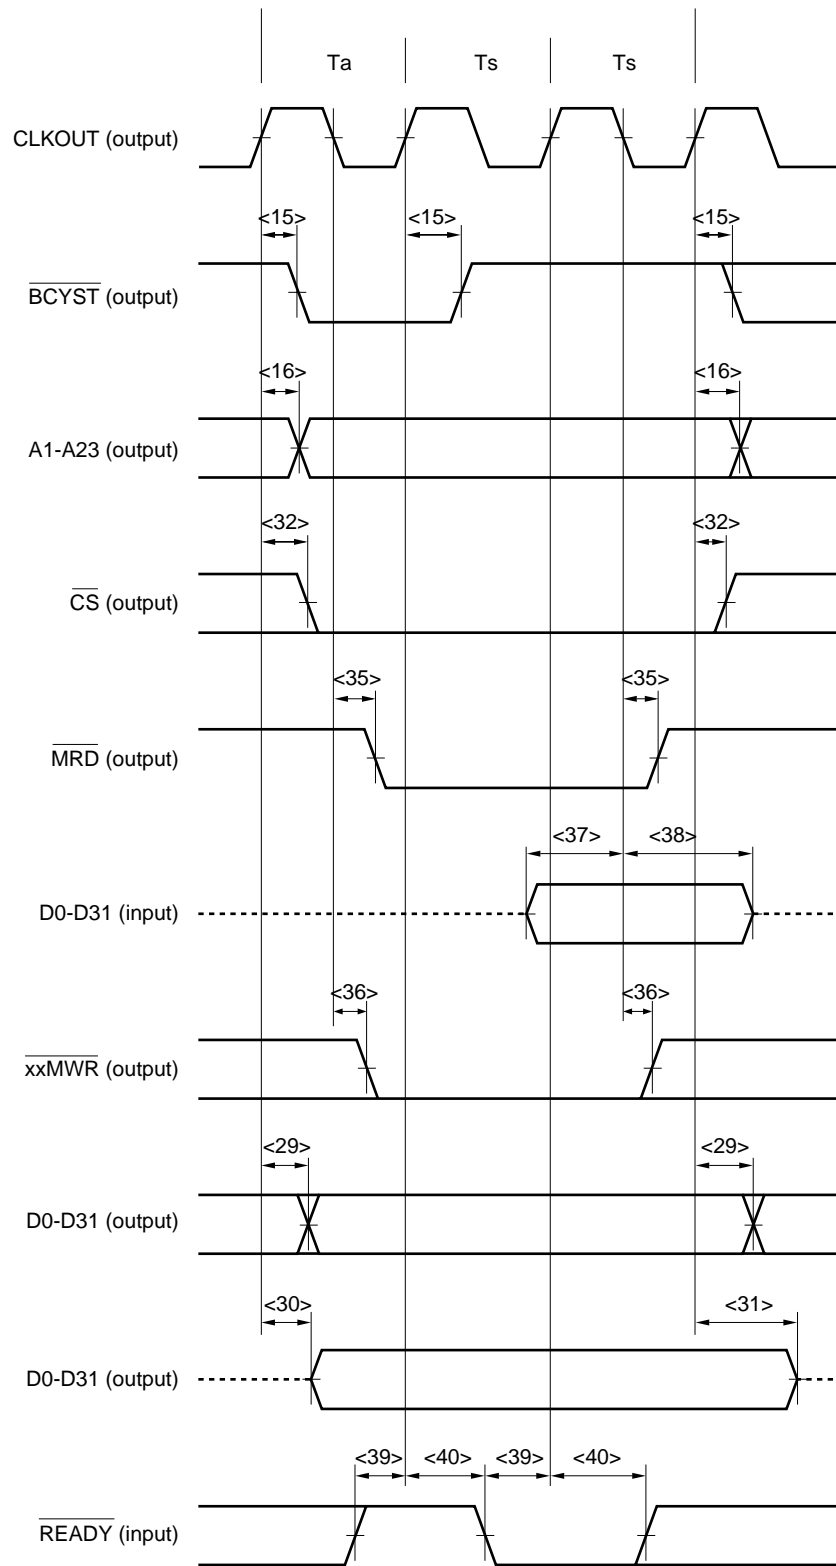 Ta Ts Ts
CLKOUT (output)
<15> <15> <15>
BCYST (output)
<16> <16>
A1-A23 (output)
<32> <32>
CS (output)
<35> <35>
MRD (output)
<37> <38>
D0-D31 (input)
<36> <36>
xxMWR (output)
<29> <29>
D0-D31 (output)
<30> <31>
D0-D31 (output)
<39> <40> <39> <40>
READY (input)